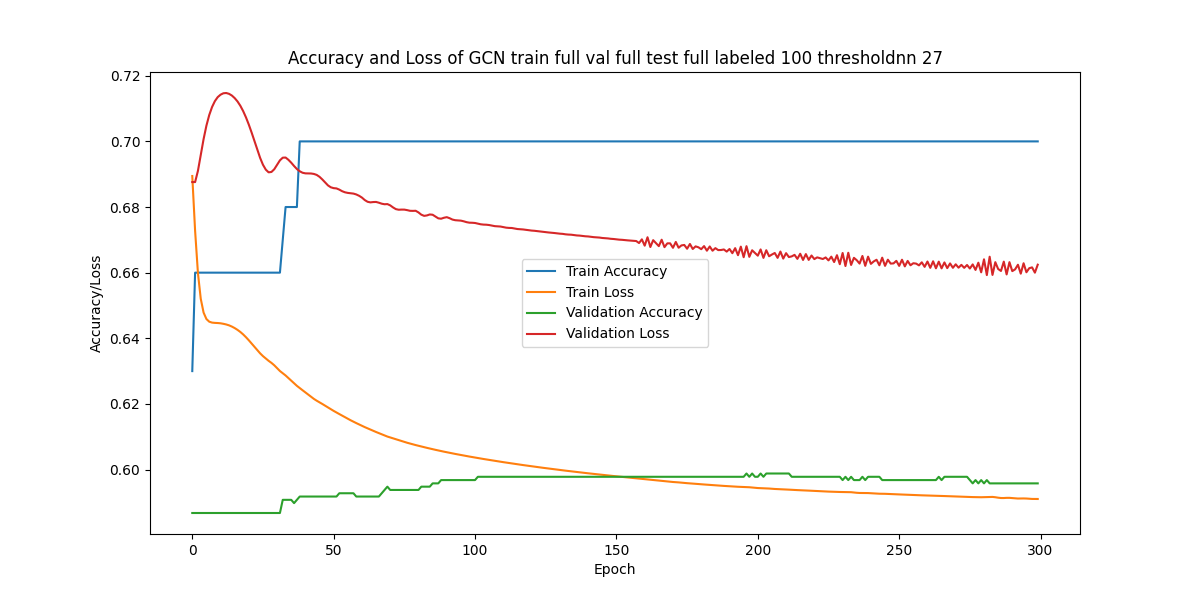 Accuracy and Loss of GCN train full val full test full labeled 100 thresholdnn 27
0.72
0.70
0.68
0.66
0.64
0.62
0.60
Accuracy/Loss
Train Accuracy
Train Loss
Validation Accuracy
Validation Loss
0 50 100 150 200 250 300
Epoch